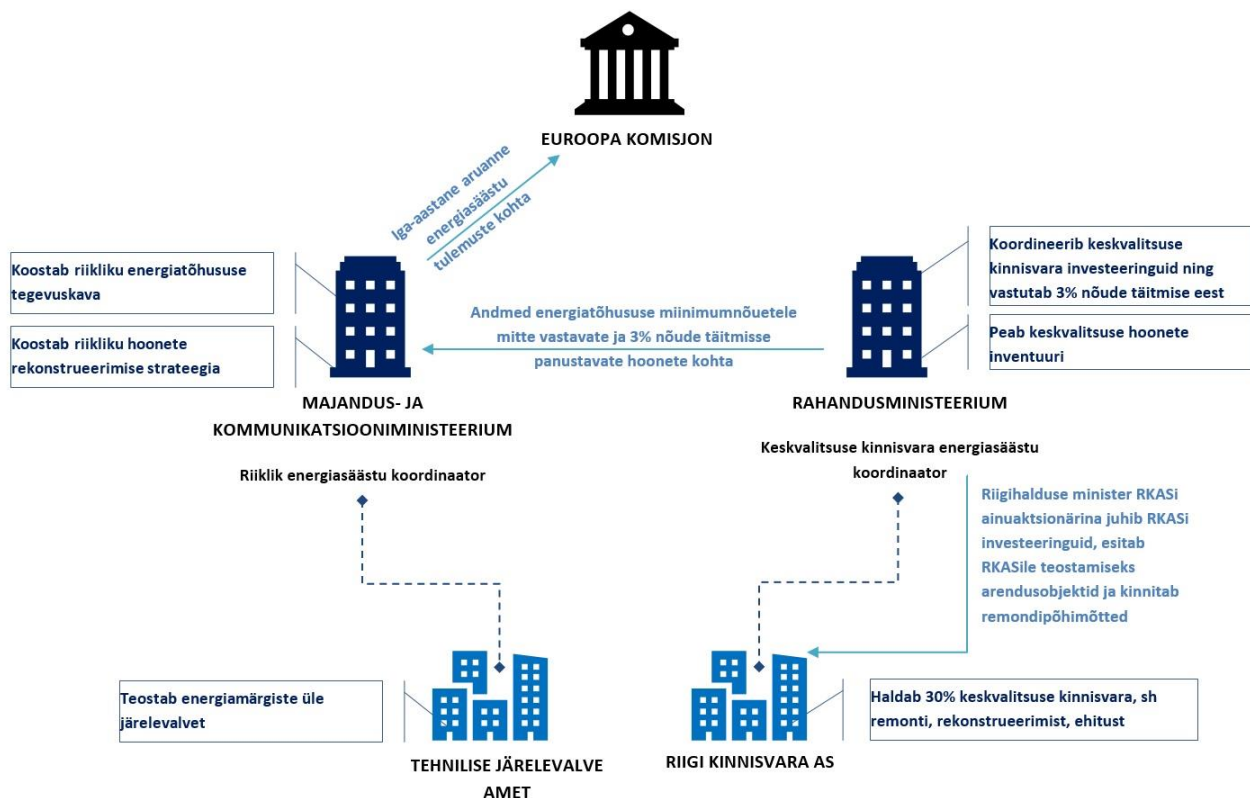 EUROOPA KOMISJON
Iga-aastane aruanne
energiasäästu
tulemuste kohta
Koostab riikliku energiatõhususe
tegevuskava
Koostab riikliku hoonete
rekonstrueerimise strateegia
Andmed energiatõhususe miinimumnõuetele
mitte vastavate ja 3% nõude täitmisse
panustavate hoonete kohta
Koordineerib keskvalitsuse
kinnisvara investeeringuid ning
vastutab 3% nõude täitmise eest
Peab keskvalitsuse hoonete
inventuuri
MAJANDUS- JA
KOMMUNIKATSIOONIMINISTEERIUM
Riiklik energiasäästu koordinaator
RAHANDUSMINISTEERIUM
Keskvalitsuse kinnisvara energiasäästu
koordinaator
Riigihalduse minister RKASi
ainuaktsionärina juhib RKASi
investeeringuid, esitab
RKASile teostamiseks
arendusobjektid ja kinnitab
remondipõhimõtted
Teostab energiamärgiste üle
järelevalvet
TEHNILISE JÄRELEVALVE
AMET
Haldab 30% keskvalitsuse kinnisvara, sh
remonti, rekonstrueerimist, ehitust
RIIGI KINNISVARA AS